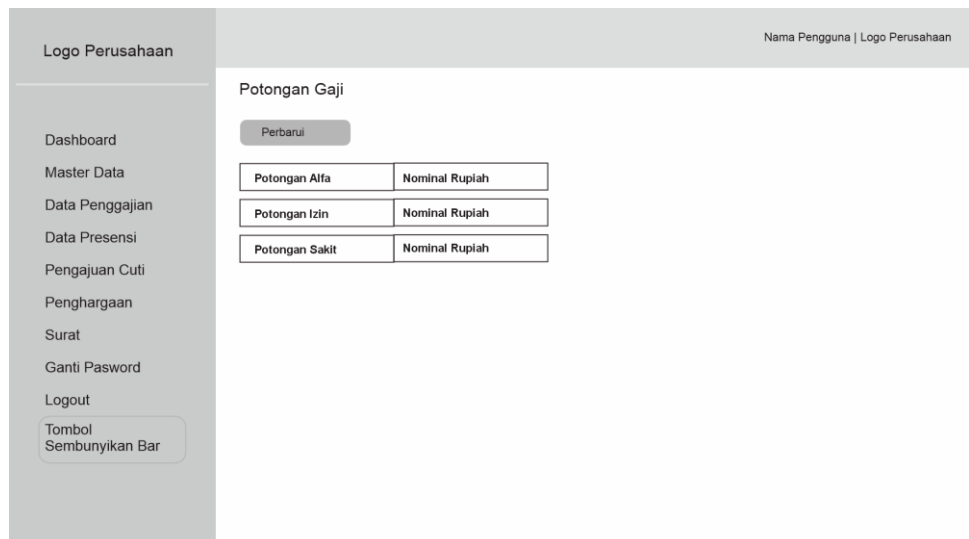 Logo Perusahaan
Nama Pengguna | Logo Perusahaan
Potongan Gaji
Perbarui
Potongan Alfa Nominal Rupiah
Potongan Izin Nominal Rupiah
Potongan Sakit Nominal Rupiah
Dashboard
Master Data
Data Penggajian
Data Presensi
Pengajuan Cuti
Penghargaan
Surat
Ganti Pasword
Logout
Tombol
Sembunyikan Bar